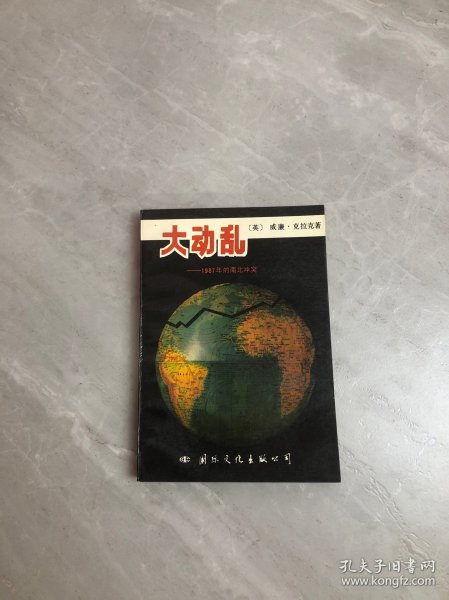 大动乱
〔英〕 威廉·克拉克著
——1987年的南北冲突
国际文化出版公司
孔夫子旧书网
www.kongfz.com